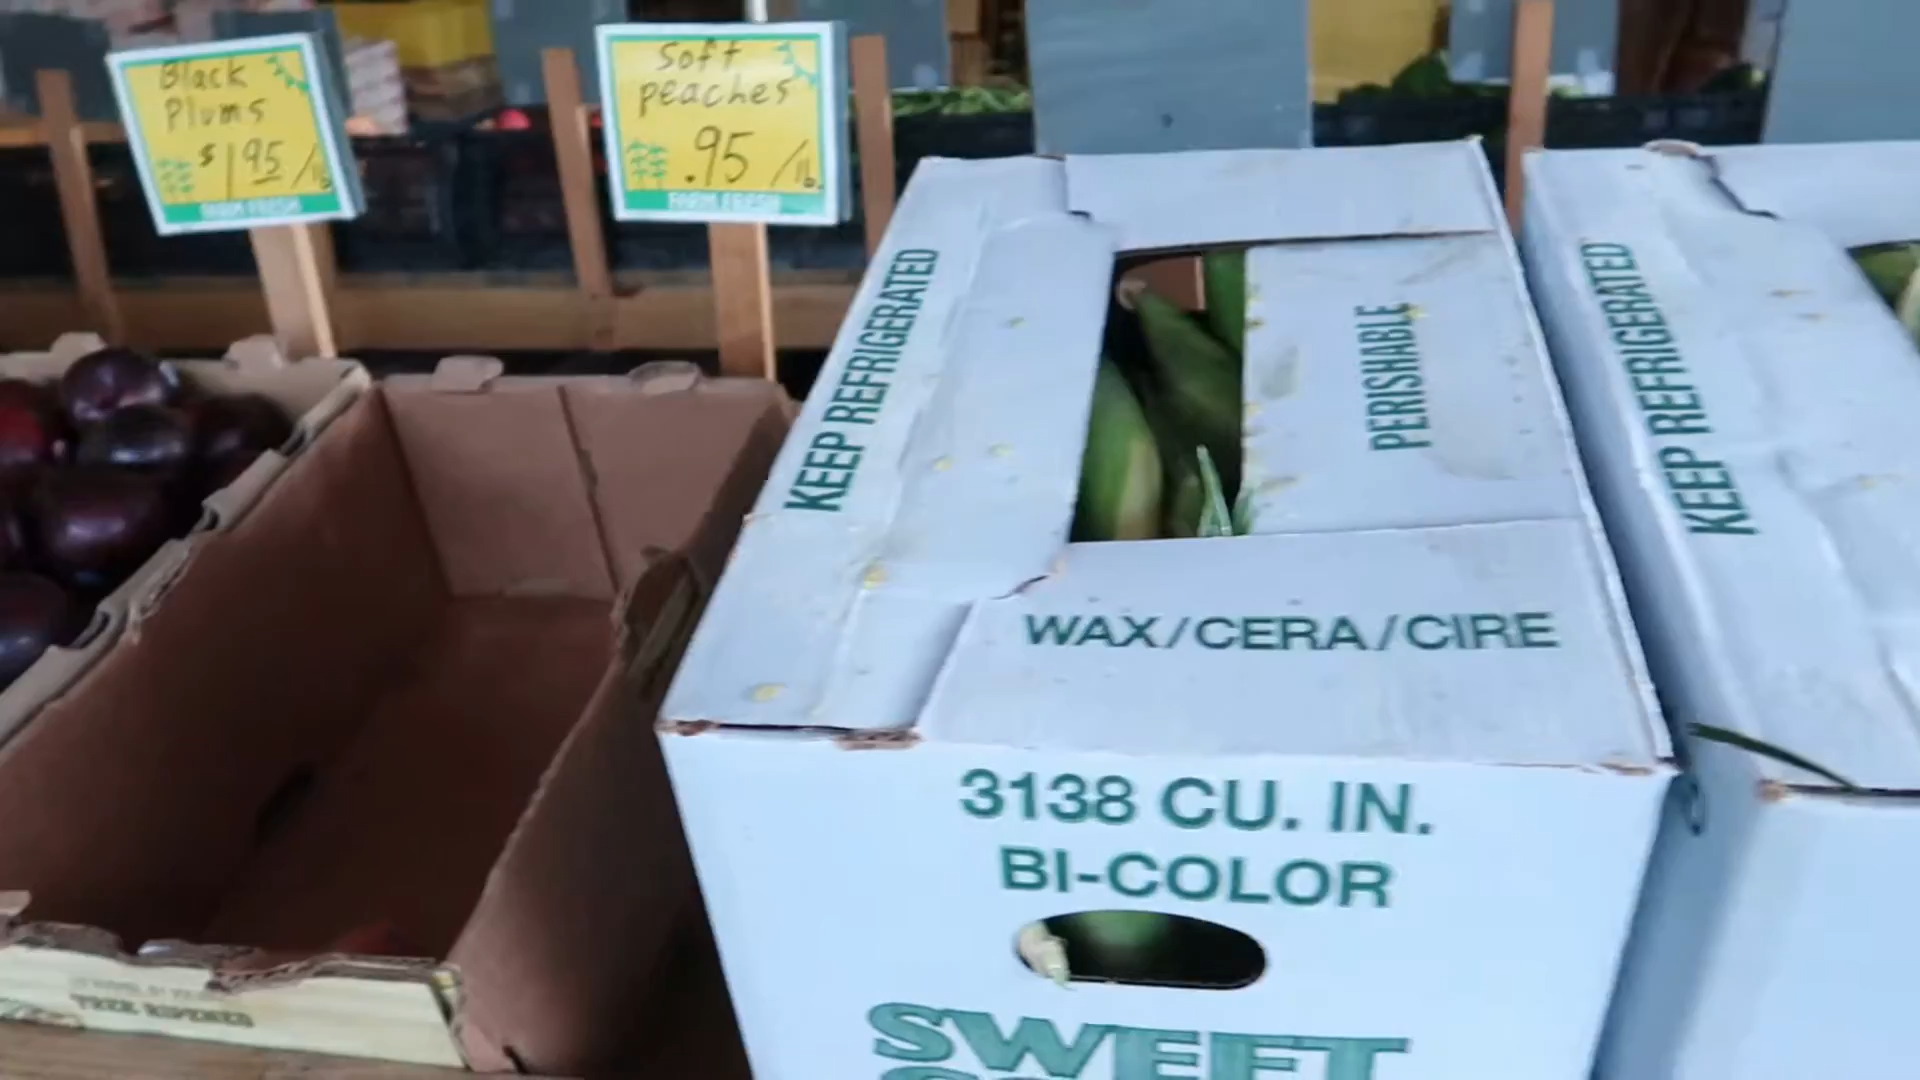 Black
Plums
$1.95/lb
FARM FRESH
Soft
peaches
.95/lb.
FARM FRESH
KEEP REFRIGERATED
PERISHABLE
WAX/CERA/CIRE
3138 CU. IN.
BI-COLOR
SWEET
KEEP REFRIGERATED
TREE RIPENED